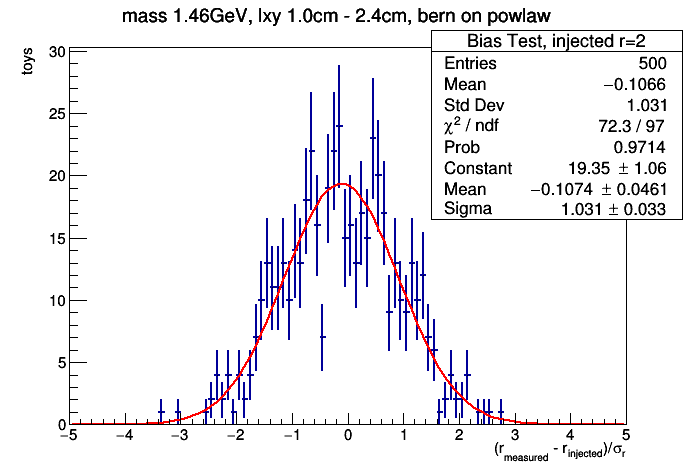 mass 1.46GeV, lxy 1.0cm - 2.4cm, bern on powlaw
toys
Bias Test, injected r=2
Entries 500
Mean −0.1066
Std Dev 1.031
χ² / ndf 72.3 / 97
Prob 0.9714
Constant 19.35 ± 1.06
Mean −0.1074 ± 0.0461
Sigma 1.031 ± 0.033
30
25
20
15
10
5
0
−5 −4 −3 −2 −1 0 1 2 3 4 5
(r_measured - r_injected)/σ_r